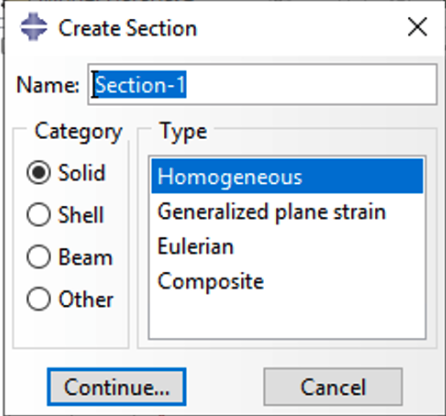 Create Section
Name: Section-1
Category
Solid
Shell
Beam
Other
Type
Homogeneous
Generalized plane strain
Eulerian
Composite
Continue... Cancel